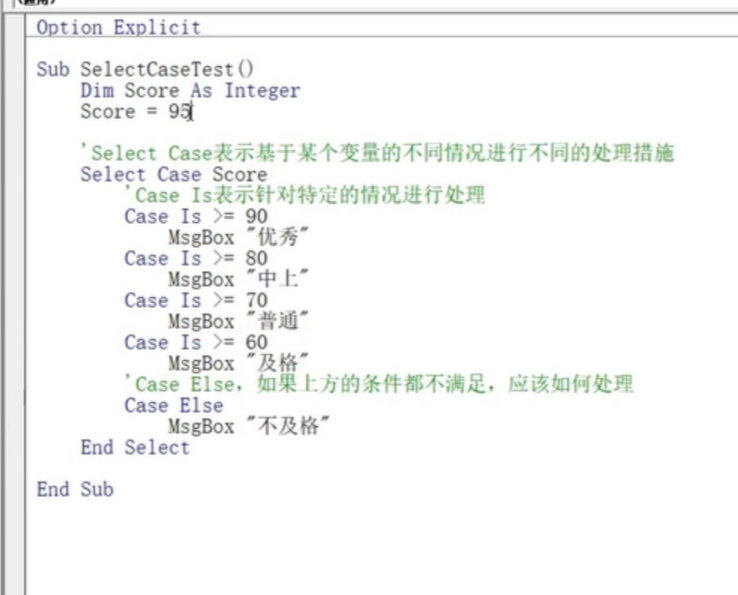 (通用)
Option Explicit
Sub SelectCaseTest()
Dim Score As Integer
Score = 95
'Select Case表示基于某个变量的不同情况进行不同的处理措施
Select Case Score
'Case Is表示针对特定的情况进行处理
Case Is >= 90
MsgBox "优秀"
Case Is >= 80
MsgBox "中上"
Case Is >= 70
MsgBox "普通"
Case Is >= 60
MsgBox "及格"
'Case Else，如果上方的条件都不满足，应该如何处理
Case Else
MsgBox "不及格"
End Select
End Sub